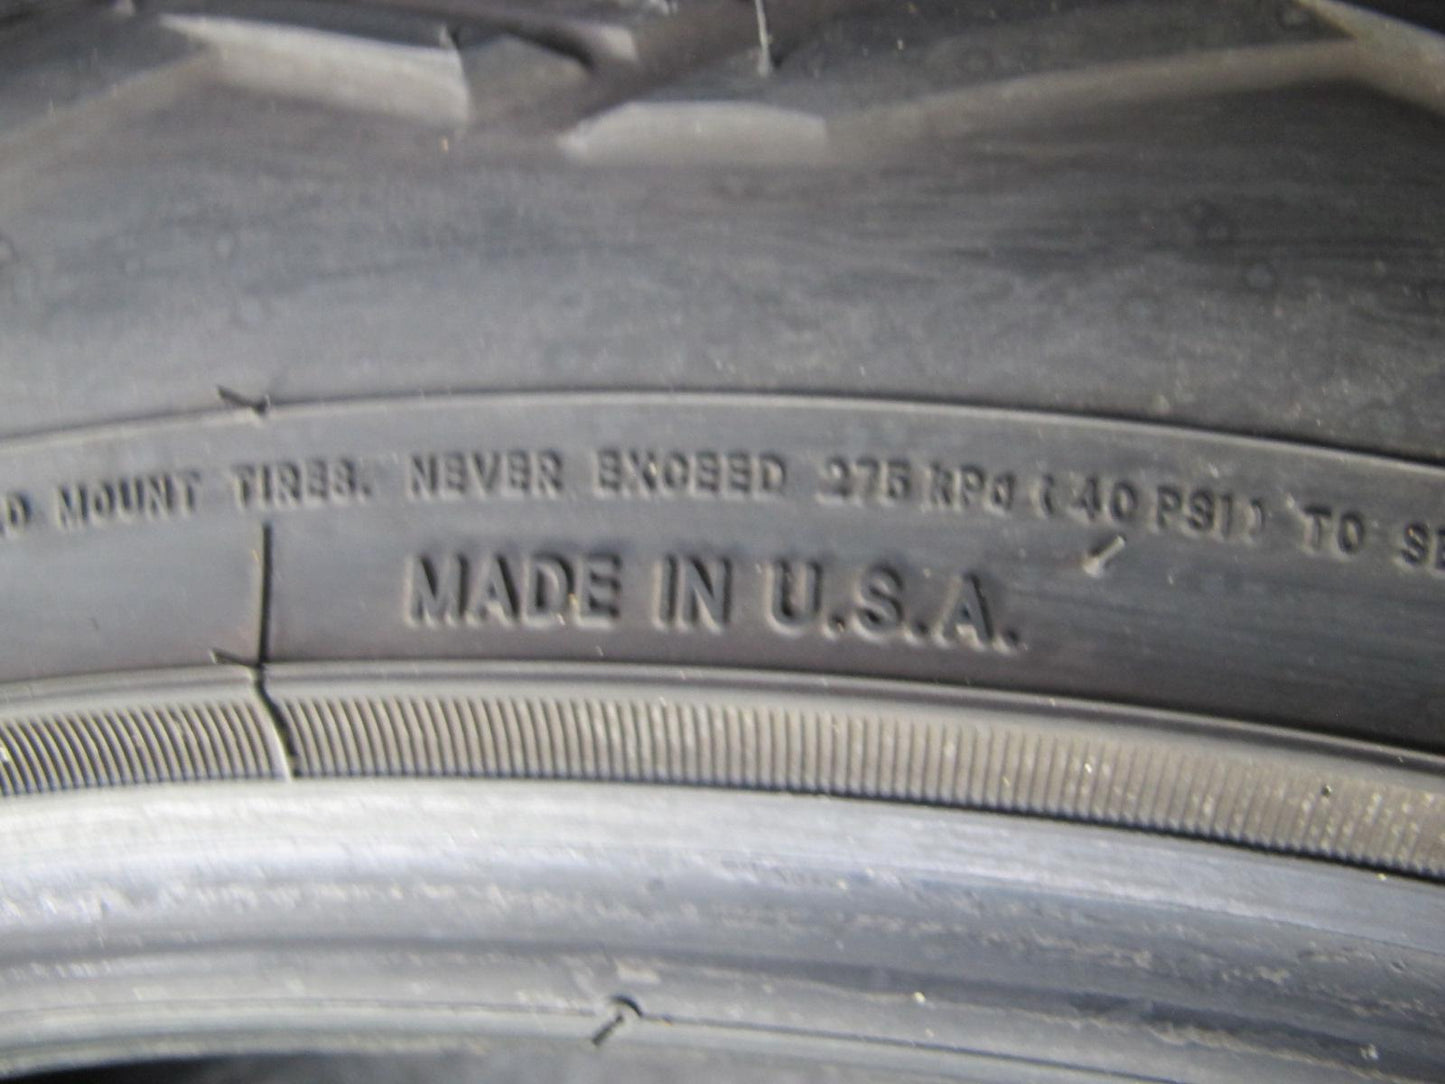 MOUNT TIRES. NEVER EXCEED 275 kPa (40 PSI) TO
MADE IN U.S.A.